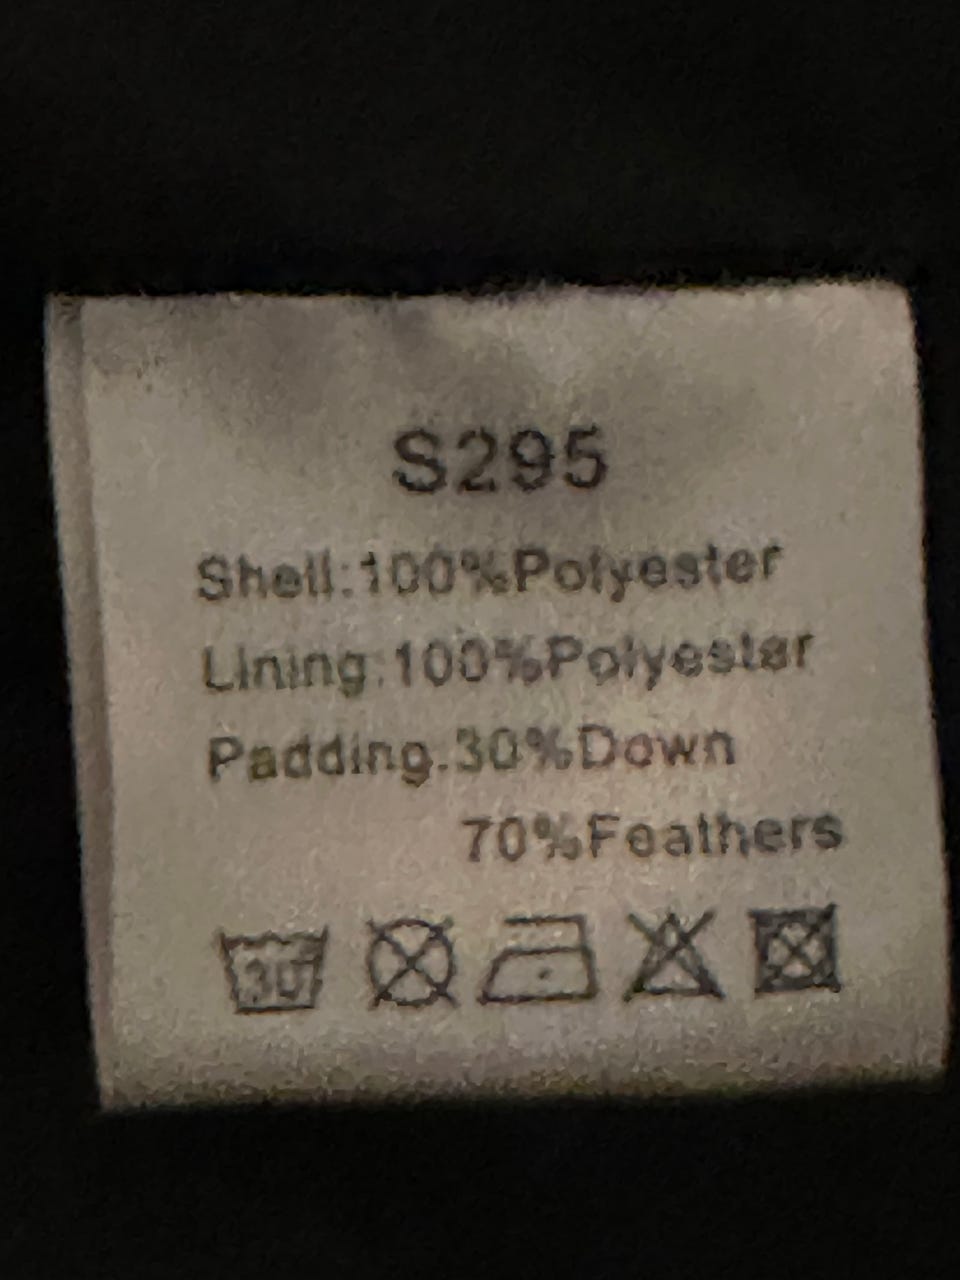 S295
Shell:100%Polyester
Lining:100%Polyester
Padding:30%Down
70%Feathers
30